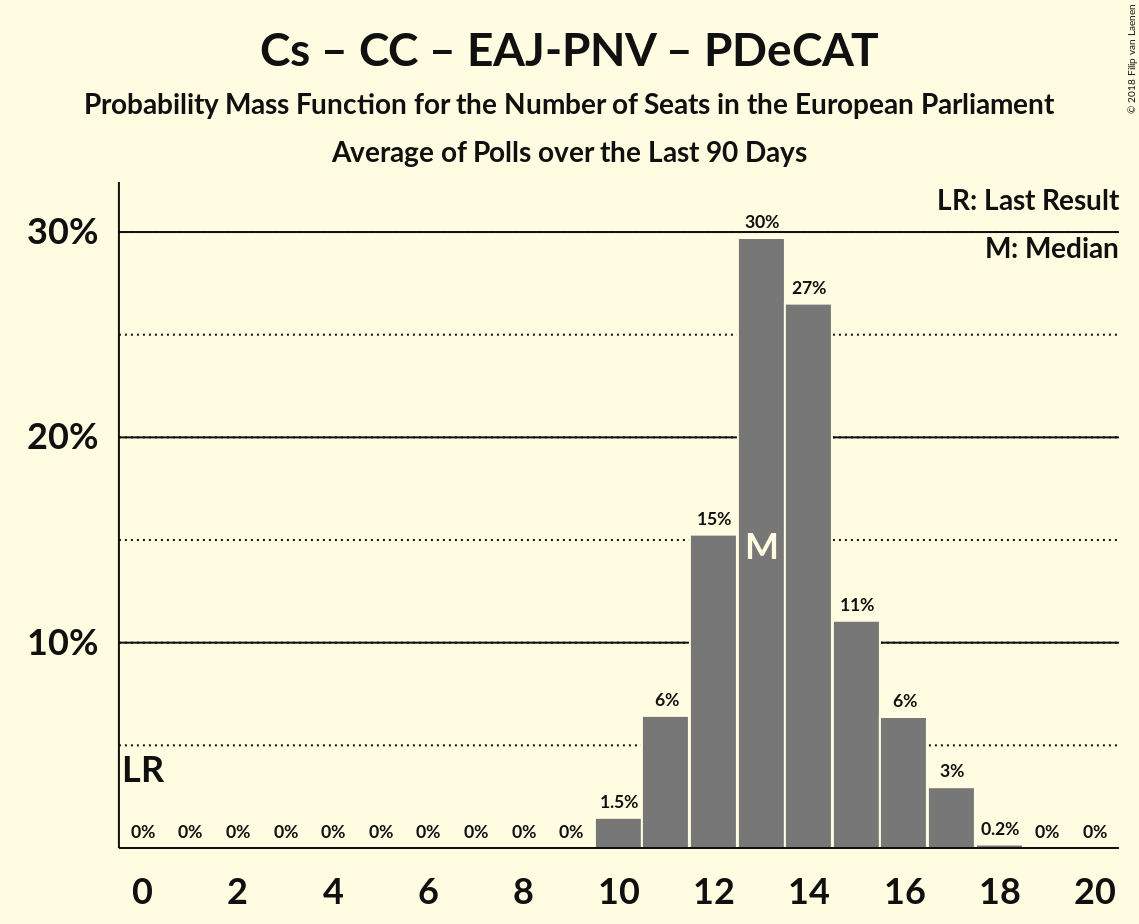 Cs – CC – EAJ-PNV – PDeCAT
Probability Mass Function for the Number of Seats in the European Parliament
Average of Polls over the Last 90 Days
© 2018 Filip van Laenen
LR: Last Result
M: Median
30%
20%
10%
30%
27%
15%
M
11%
6%
6%
3%
1.5%
0.2%
LR
0% 0% 0% 0% 0% 0% 0% 0% 0% 0% 0% 0%
0 2 4 6 8 10 12 14 16 18 20